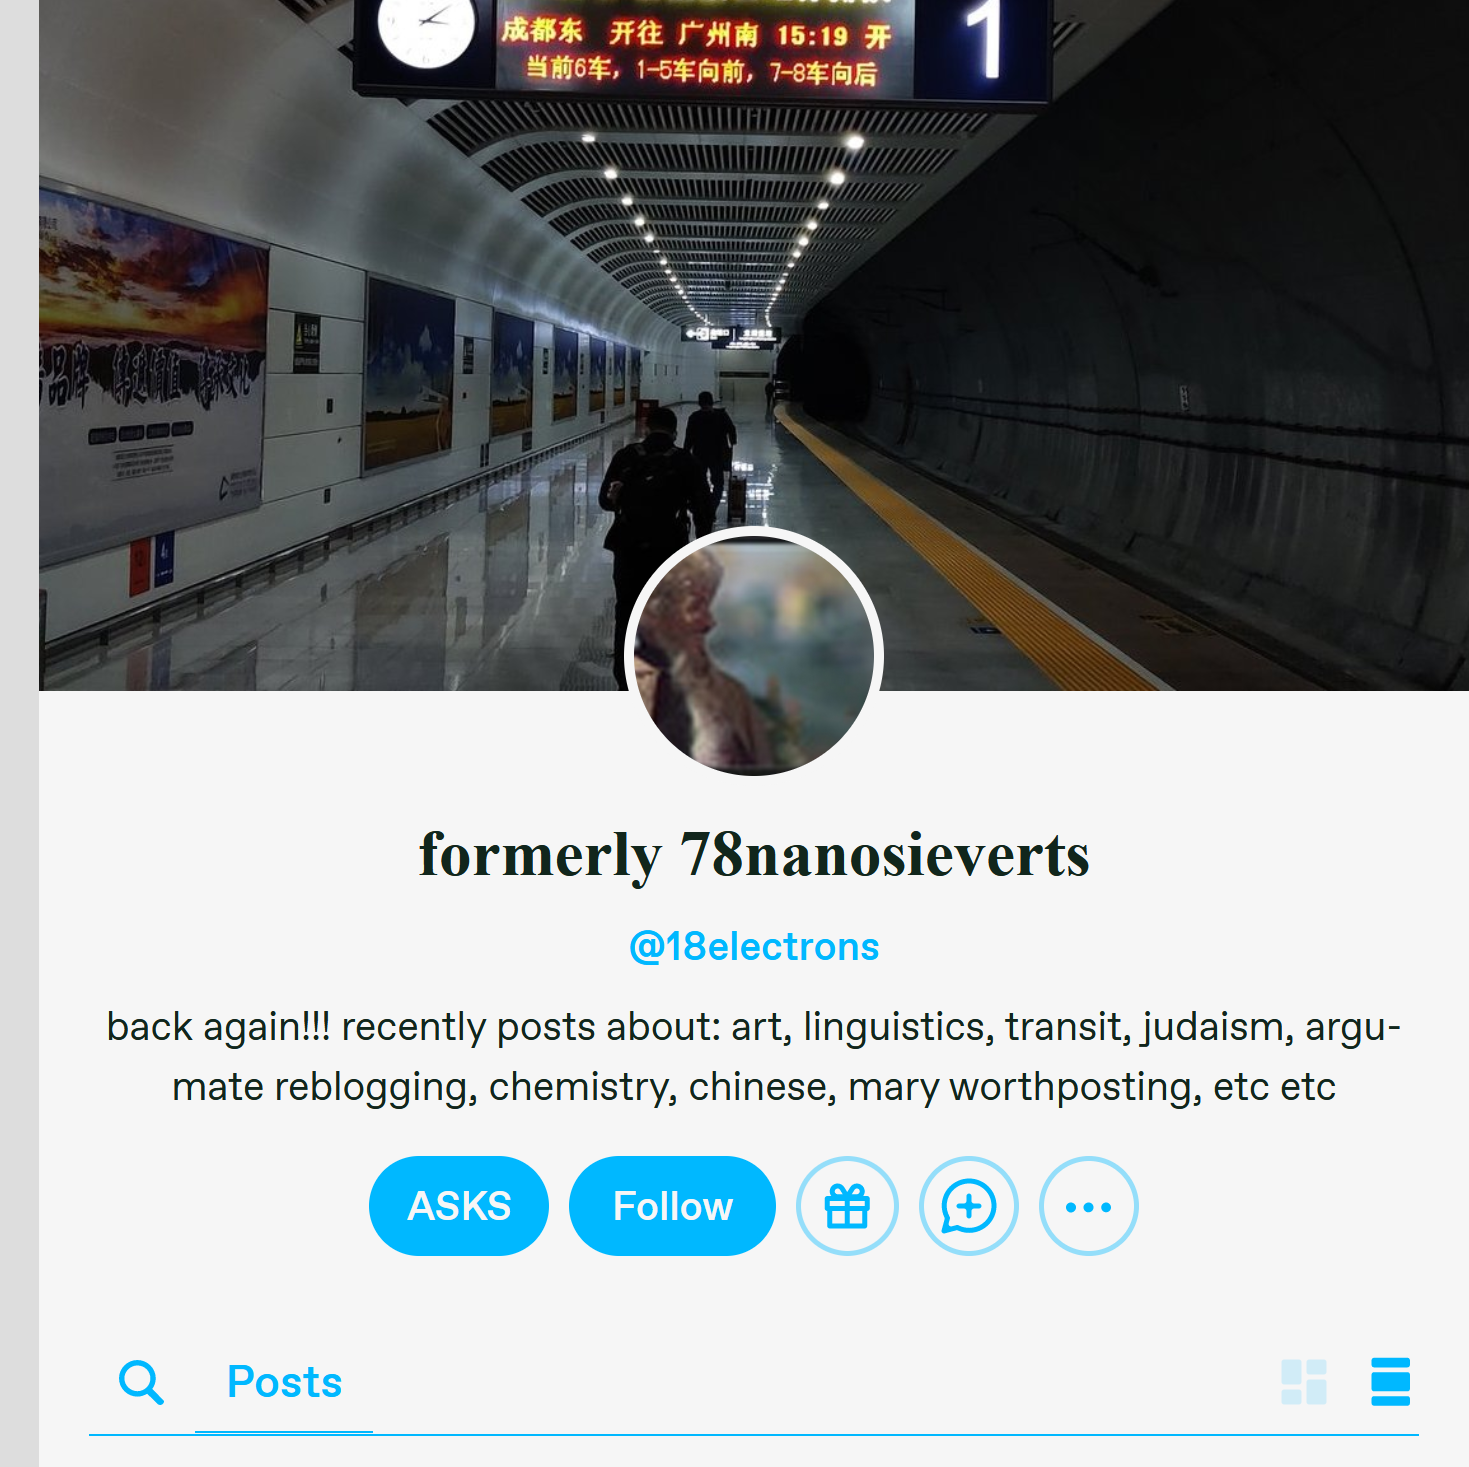 1
成都东 开往 广州南 15:19 开
当前6车，1-5车向前，7-8车向后
formerly 78nanosieverts
@18electrons
back again!!! recently posts about: art, linguistics, transit, judaism, argu-
mate reblogging, chemistry, chinese, mary worthposting, etc etc
ASKS
Follow
Posts